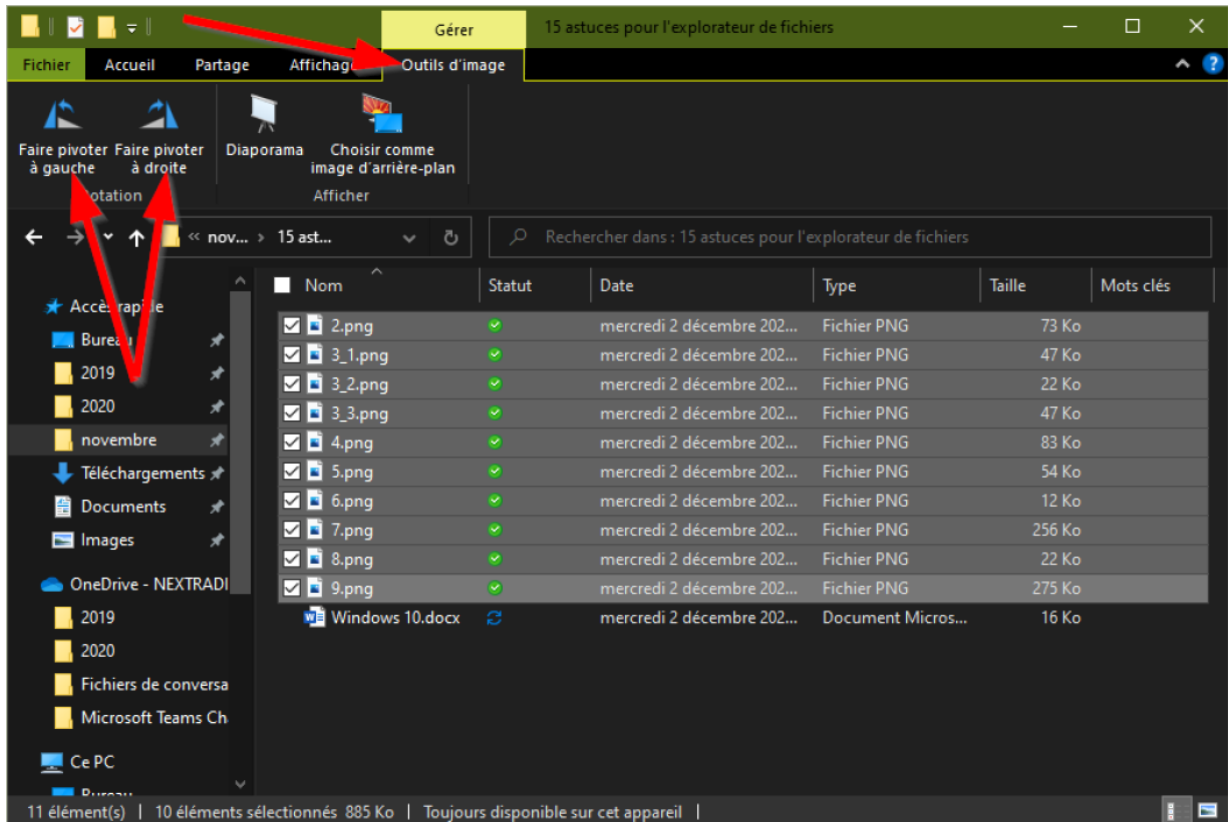 Gérer
15 astuces pour l'explorateur de fichiers
Fichier Accueil Partage Affichage Outils d'image
Faire pivoter à gauche
Faire pivoter à droite
Diaporama
Choisir comme image d'arrière-plan
Afficher
« nov... > 15 ast...
Rechercher dans : 15 astuces pour l'explorateur de fichiers
Nom Statut Date Type Taille Mots clés
2.png mercredi 2 décembre 202... Fichier PNG 73 Ko
3_1.png mercredi 2 décembre 202... Fichier PNG 47 Ko
3_2.png mercredi 2 décembre 202... Fichier PNG 22 Ko
3_3.png mercredi 2 décembre 202... Fichier PNG 47 Ko
4.png mercredi 2 décembre 202... Fichier PNG 83 Ko
5.png mercredi 2 décembre 202... Fichier PNG 54 Ko
6.png mercredi 2 décembre 202... Fichier PNG 12 Ko
7.png mercredi 2 décembre 202... Fichier PNG 256 Ko
8.png mercredi 2 décembre 202... Fichier PNG 22 Ko
9.png mercredi 2 décembre 202... Fichier PNG 275 Ko
Windows 10.docx mercredi 2 décembre 202... Document Micros... 16 Ko
Accès rapide
Bureau
2019
2020
novembre
Téléchargements
Documents
Images
OneDrive - NEXTRADI
2019
2020
Fichiers de conversa
Microsoft Teams Ch
Ce PC
Bureau
11 élément(s) | 10 éléments sélectionnés 885 Ko | Toujours disponible sur cet appareil |